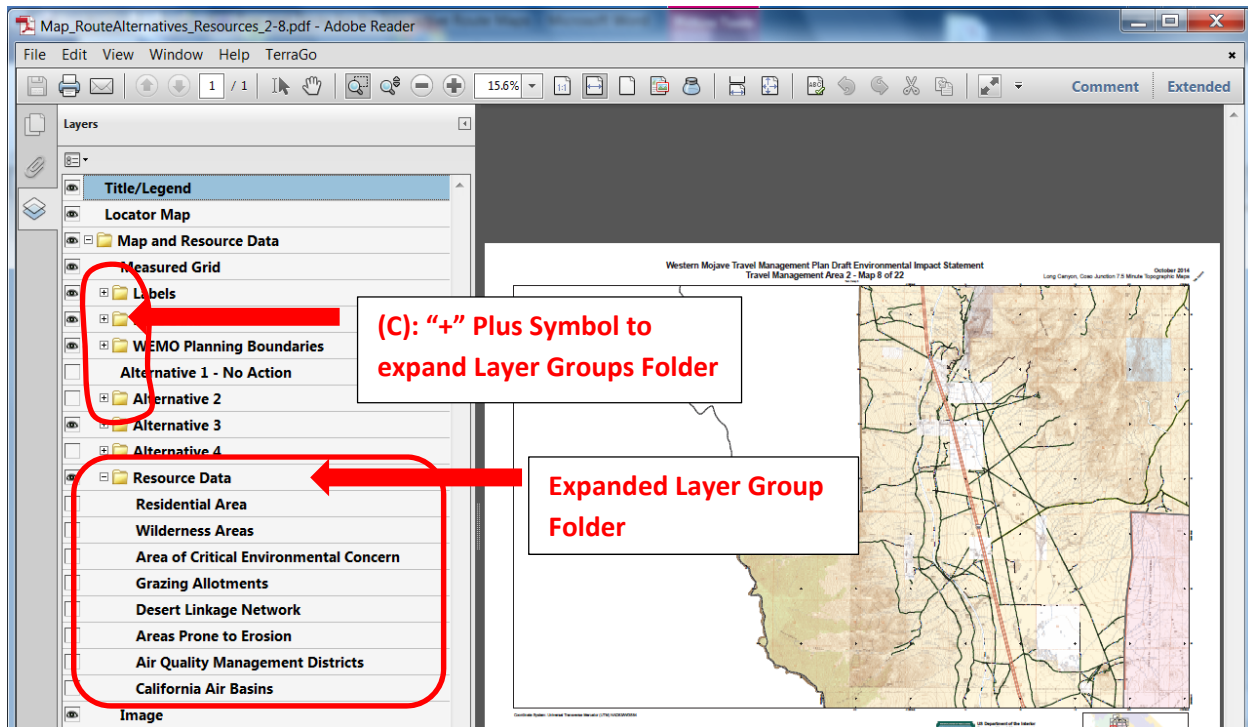 Map_RouteAlternatives_Resources_2-8.pdf - Adobe Reader
File Edit View Window Help TerraGo
1 / 1 15.6% Comment Extended
Layers
Title/Legend
Locator Map
Map and Resource Data
Measured Grid
Labels
WEMO Planning Boundaries
Alternative 1 - No Action
Alternative 2
Alternative 3
Alternative 4
Resource Data
Residential Area
Wilderness Areas
Area of Critical Environmental Concern
Grazing Allotments
Desert Linkage Network
Areas Prone to Erosion
Air Quality Management Districts
California Air Basins
Image
(C): “+” Plus Symbol to
expand Layer Groups Folder
Expanded Layer Group
Folder
Western Mojave Travel Management Plan Draft Environmental Impact Statement
Travel Management Area 2 - Map 8 of 22
October 2014
Long Canyon, Coso Junction 7.5 Minute Topographic Maps
US Department of the Interior